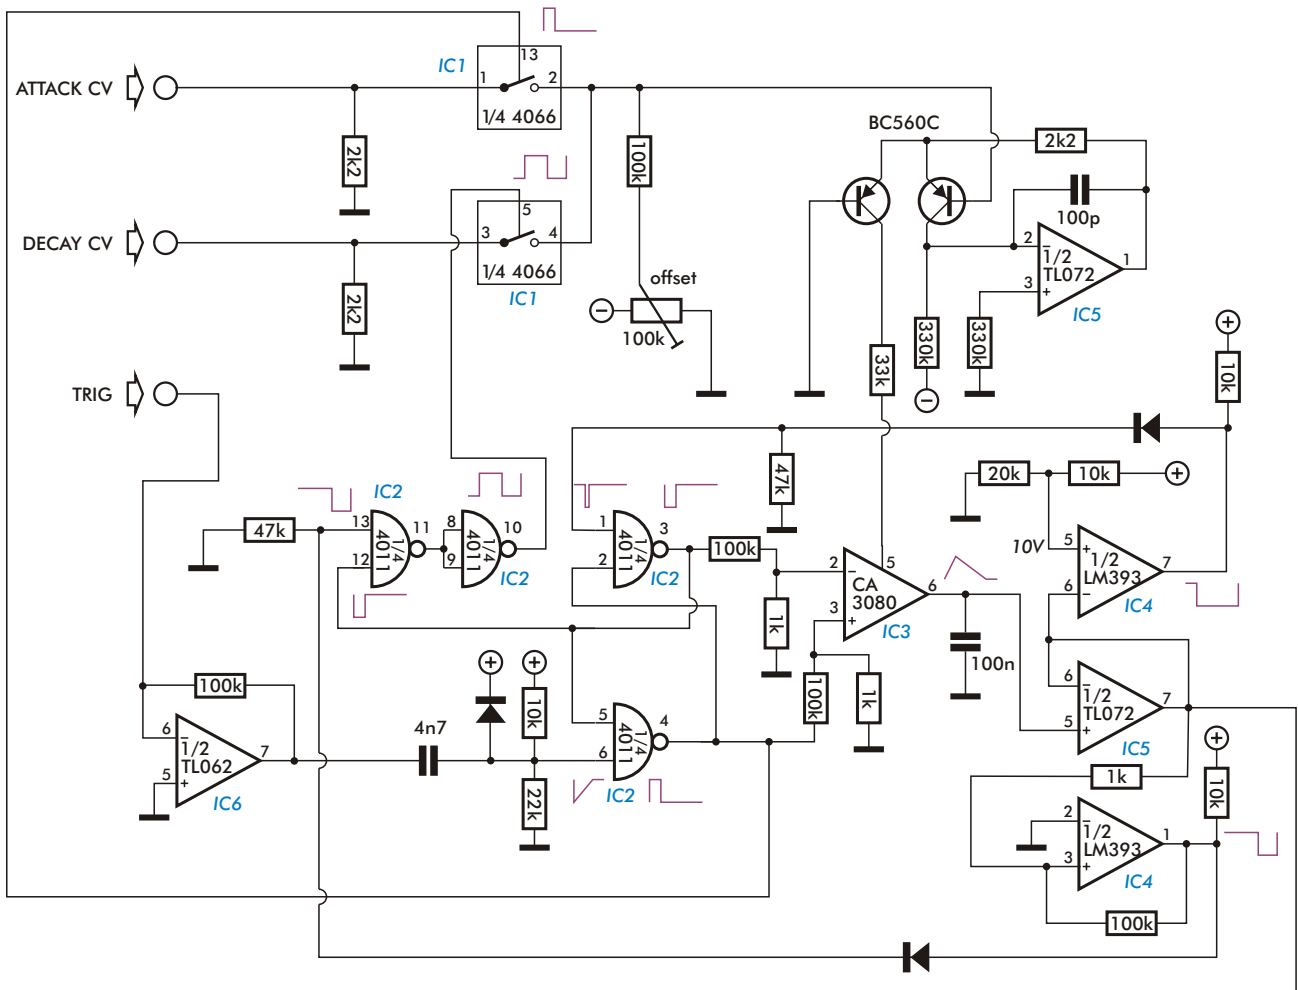 13
IC1
ATTACK CV
1
2
1/4 4066
2k2
100k
BC560C
2k2
100p
5
DECAY CV
3
4
1/4 4066
IC1
2k2
offset
100k
2
1/2
TL072
1
3
+
IC5
TRIG
330k
330k
33k
10k
20k
10k
47k
IC2
47k
13
12
1/4
4011
11
8
9
1/4
4011
10
IC2
1
2
1/4
4011
3
IC2
100k
10V
5
+
1/2
LM393
7
6
IC4
2
CA
3080
5
6
3
+
IC3
1k
100n
100k
1k
100k
10k
4n7
6
1/2
TL062
7
5
+
IC6
5
6
1/4
4011
4
IC2
22k
6
1/2
TL072
7
5
+
IC5
1k
10k
2
1/2
LM393
1
3
+
IC4
100k